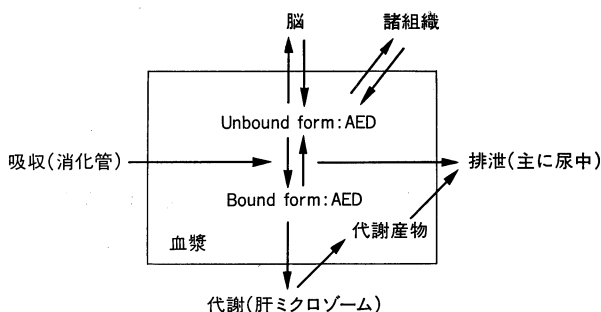 脳
諸組織
Unbound form:AED
吸収(消化管)
排泄(主に尿中)
Bound form:AED
代謝産物
血漿
代謝(肝ミクロゾーム)